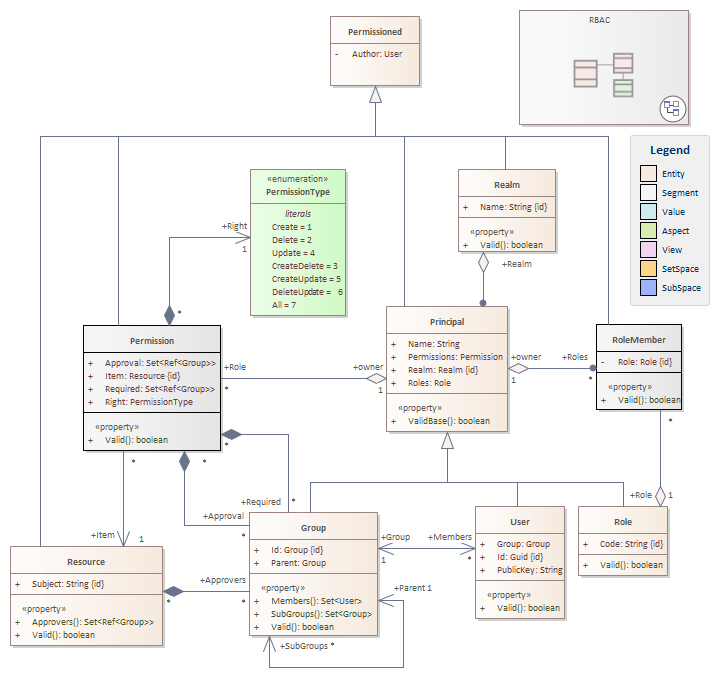 Permissioned
- Author: User
RBAC
Legend
Entity
Segment
Value
Aspect
View
SetSpace
SubSpace
«enumeration»
PermissionType
literals
Create = 1
Delete = 2
Update = 4
CreateDelete = 3
CreateUpdate = 5
DeleteUpdate = 6
All = 7
+Right
1
*
Realm
+ Name: String {id}
«property»
+ Valid(): boolean
+Realm
Permission
+ Approval: Set<Ref<Group>>
+ Item: Resource {id}
+ Required: Set<Ref<Group>>
+ Right: PermissionType
«property»
+ Valid(): boolean
+Role
*
+owner
1
Principal
+ Name: String
+ Permissions: Permission
+ Realm: Realm {id}
+ Roles: Role
«property»
+ ValidBase(): boolean
+owner
1
+Roles
*
RoleMember
- Role: Role {id}
«property»
+ Valid(): boolean
*
+Role
1
*
+Required
*
*
+Approval
*
*
+Item
1
Resource
+ Subject: String {id}
«property»
+ Approvers(): Set<Ref<Group>>
+ Valid(): boolean
+Approvers
*
*
Group
+ Id: Group {id}
+ Parent: Group
«property»
+ Members(): Set<User>
+ SubGroups(): Set<Group>
+ Valid(): boolean
+Group
1
+Members
*
+Parent 1
+SubGroups *
User
+ Group: Group
+ Id: Guid {id}
+ PublicKey: String
«property»
+ Valid(): boolean
Role
+ Code: String {id}
«property»
+ Valid(): boolean